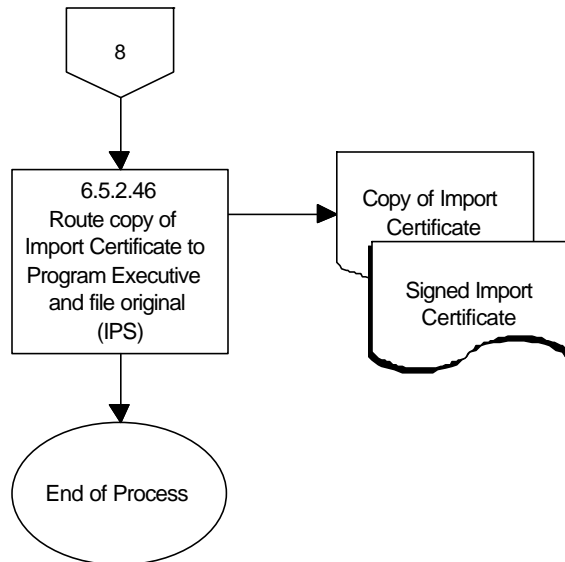 8
6.5.2.46
Route copy of
Import Certificate to
Program Executive
and file original
(IPS)
Copy of Import
Certificate
Signed Import
Certificate
End of Process